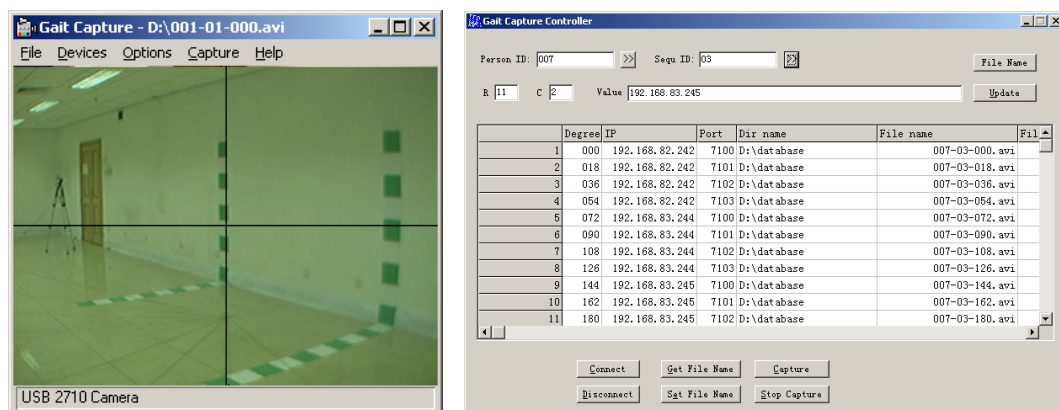 Gait Capture - D:\001-01-000.avi
File Devices Options Capture Help
USB 2710 Camera
Gait Capture Controller
Person ID: 007 >> Sequ ID: 03 >> File Name
R 11 C 2 Value 192.168.83.245 Update
Degree IP Port Dir name File name Fil
1 000 192.168.82.242 7100 D:\database 007-03-000.avi
2 018 192.168.82.242 7101 D:\database 007-03-018.avi
3 036 192.168.82.242 7102 D:\database 007-03-036.avi
4 054 192.168.82.242 7103 D:\database 007-03-054.avi
5 072 192.168.83.244 7100 D:\database 007-03-072.avi
6 090 192.168.83.244 7101 D:\database 007-03-090.avi
7 108 192.168.83.244 7102 D:\database 007-03-108.avi
8 126 192.168.83.244 7103 D:\database 007-03-126.avi
9 144 192.168.83.245 7100 D:\database 007-03-144.avi
10 162 192.168.83.245 7101 D:\database 007-03-162.avi
11 180 192.168.83.245 7102 D:\database 007-03-180.avi
Connect Get File Name Capture
Disconnect Set File Name Stop Capture